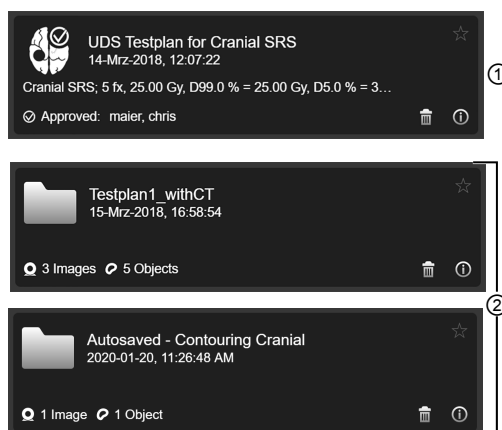 UDS Testplan for Cranial SRS
14-Mrz-2018, 12:07:22
Cranial SRS; 5 fx, 25.00 Gy, D99.0 % = 25.00 Gy, D5.0 % = 3…
Approved: maier, chris
①
Testplan1_withCT
15-Mrz-2018, 16:58:54
3 Images 5 Objects
②
Autosaved - Contouring Cranial
2020-01-20, 11:26:48 AM
1 Image 1 Object